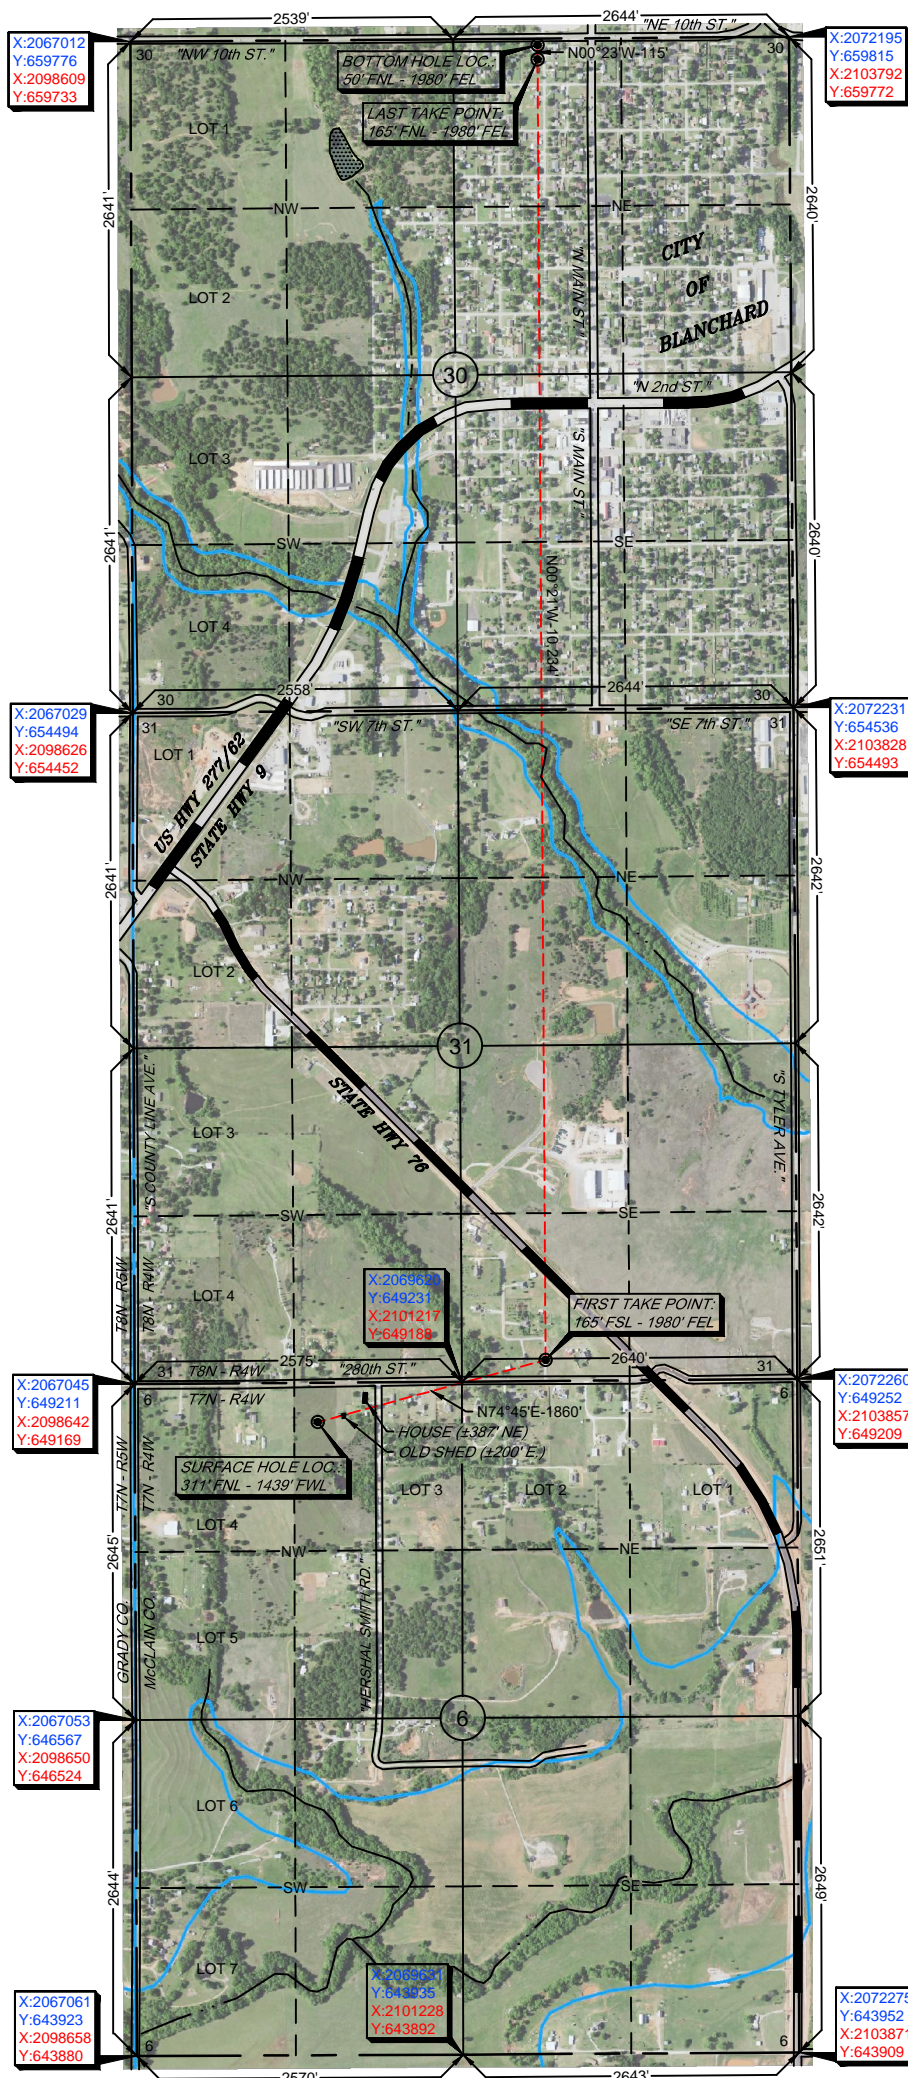 2539'
2644'
"NW 10th ST."
"NE 10th ST."
30
30
X:2067012
Y:659776
X:2098609
Y:659733
X:2072195
Y:659815
X:2103792
Y:659772
BOTTOM HOLE LOC.:
50' FNL - 1980' FEL
N00°23'W-115'
LAST TAKE POINT:
165' FNL - 1980' FEL
LOT 1
2641'
2640'
NW
NE
"N MAIN ST."
CITY
OF
BLANCHARD
LOT 2
30
"N 2nd ST."
LOT 3
"S MAIN ST."
2641'
2640'
SW
SE
N00°21'W-10,234'
LOT 4
30
2558'
2644'
30
X:2067029
Y:654494
X:2098626
Y:654452
X:2072231
Y:654536
X:2103828
Y:654493
31
"SW 7th ST."
"SE 7th ST."
31
LOT 1
US HWY 277/62
STATE HWY 9
2641'
2642'
NW
NE
LOT 2
31
STATE HWY 76
"S TYLER AVE."
"S COUNTY LINE AVE."
LOT 3
2641'
2642'
SW
SE
T8N - R5W
T8N - R4W
LOT 4
X:2069620
Y:649231
X:2101217
Y:649188
FIRST TAKE POINT:
165' FSL - 1980' FEL
31
T8N - R4W
2575'
"280th ST."
2640'
31
X:2067045
Y:649211
X:2098642
Y:649169
X:2072260
Y:649252
X:2103857
Y:649209
6
T7N - R4W
6
N74°45'E-1860'
HOUSE (±387' NE)
OLD SHED (±200' E)
T7N - R5W
T7N - R4W
SURFACE HOLE LOC.:
311' FNL - 1439' FWL
LOT 3
LOT 2
LOT 1
LOT 4
2645'
2651'
NW
NE
"HERSHAL SMITH RD."
GRADY CO.
McCLAIN CO.
LOT 5
6
X:2067053
Y:646567
X:2098650
Y:646524
LOT 6
2644'
2649'
SW
SE
LOT 7
X:2069631
Y:643935
X:2101228
Y:643892
X:2067061
Y:643923
X:2098658
Y:643880
X:2072275
Y:643952
X:2103871
Y:643909
6
6
2570'
2643'